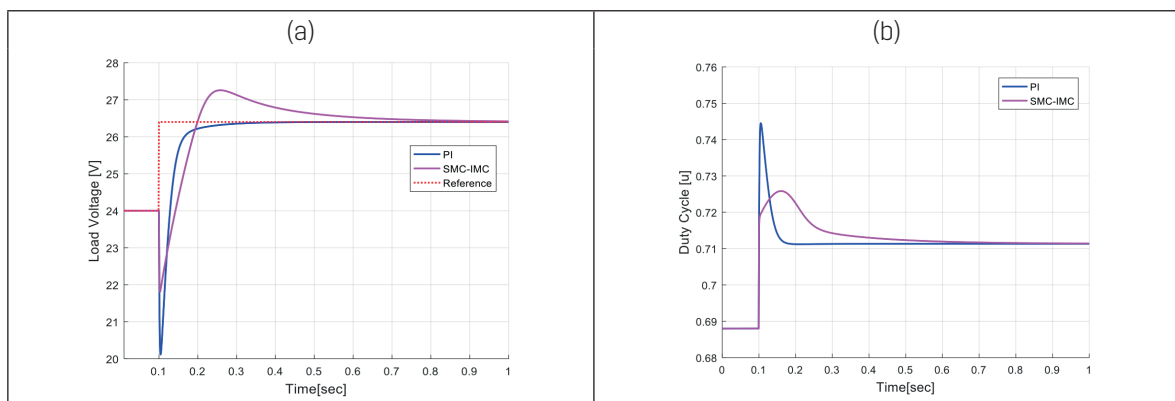 (a)
28
27
26
25
24
23
22
21
20
Load Voltage [V]
0.1 0.2 0.3 0.4 0.5 0.6 0.7 0.8 0.9 1
Time[sec]
PI
SMC-IMC
Reference
(b)
0.76
0.75
0.74
0.73
0.72
0.71
0.7
0.69
0.68
Duty Cycle [u]
0 0.1 0.2 0.3 0.4 0.5 0.6 0.7 0.8 0.9 1
Time[sec]
PI
SMC-IMC